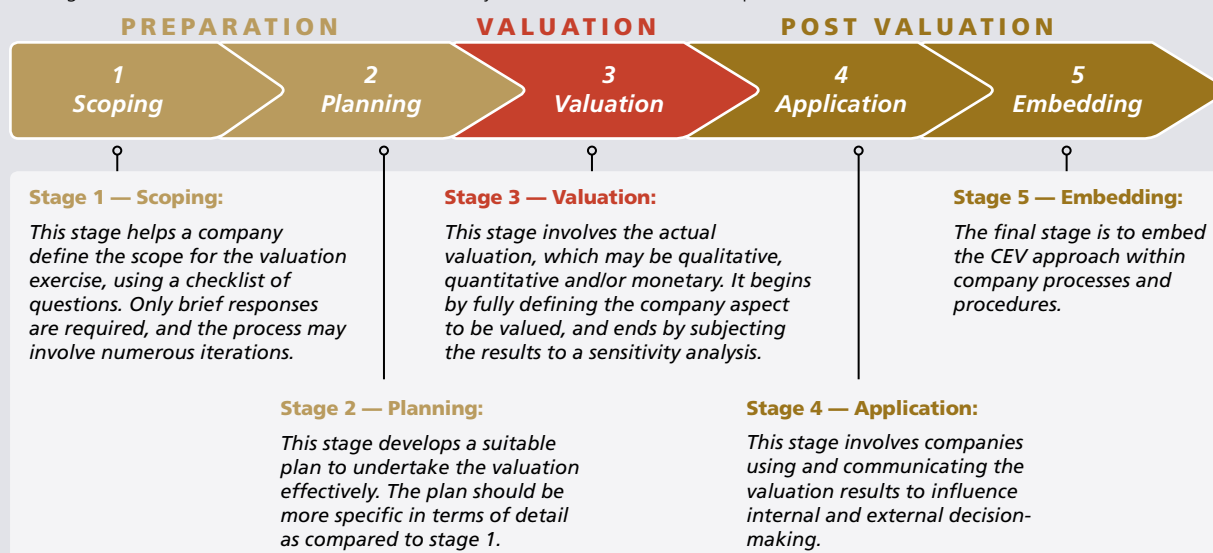 PREPARATION
VALUATION
POST VALUATION
1
Scoping
2
Planning
3
Valuation
4
Application
5
Embedding
Stage 1 — Scoping:
This stage helps a company
define the scope for the valuation
exercise, using a checklist of
questions. Only brief responses
are required, and the process may
involve numerous iterations.
Stage 3 — Valuation:
This stage involves the actual
valuation, which may be qualitative,
quantitative and/or monetary. It begins
by fully defining the company aspect
to be valued, and ends by subjecting
the results to a sensitivity analysis.
Stage 5 — Embedding:
The final stage is to embed
the CEV approach within
company processes and
procedures.
Stage 2 — Planning:
This stage develops a suitable
plan to undertake the valuation
effectively. The plan should be
more specific in terms of detail
as compared to stage 1.
Stage 4 — Application:
This stage involves companies
using and communicating the
valuation results to influence
internal and external decision-
making.